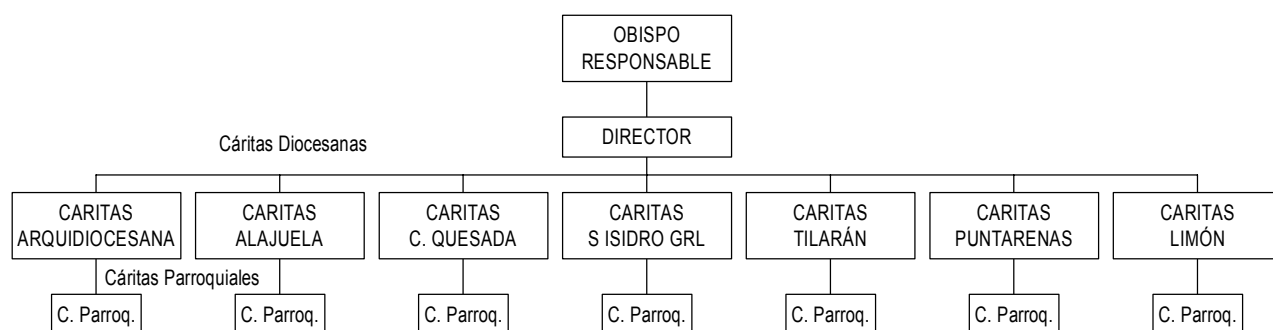 OBISPO
RESPONSABLE
DIRECTOR
Cáritas Diocesanas
CARITAS
ARQUIDIOCESANA
CARITAS
ALAJUELA
CARITAS
C. QUESADA
CARITAS
S ISIDRO GRL
CARITAS
TILARÁN
CARITAS
PUNTARENAS
CARITAS
LIMÓN
Cáritas Parroquiales
C. Parroq.
C. Parroq.
C. Parroq.
C. Parroq.
C. Parroq.
C. Parroq.
C. Parroq.